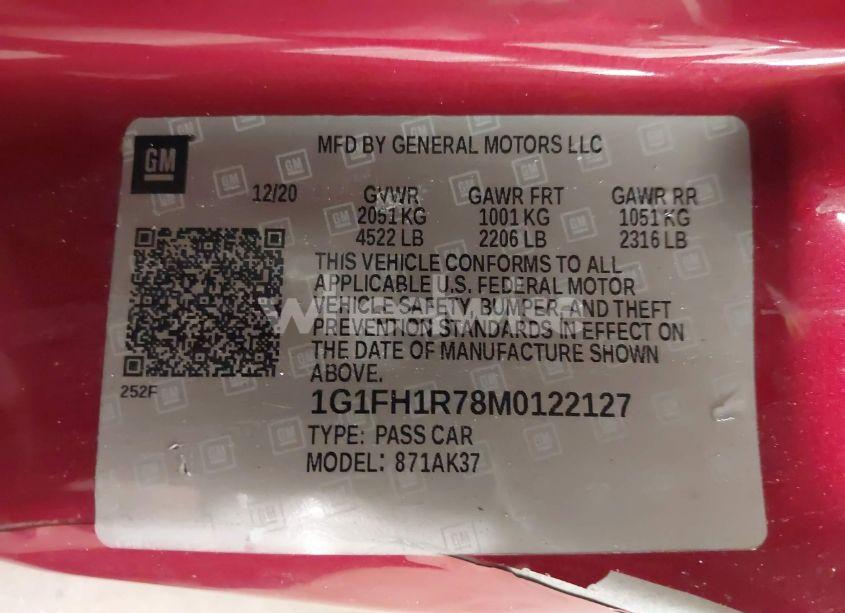 GM
MFD BY GENERAL MOTORS LLC
12/20 GVWR GAWR FRT GAWR RR
2051 KG 1001 KG 1051 KG
4522 LB 2206 LB 2316 LB
THIS VEHICLE CONFORMS TO ALL
APPLICABLE U.S. FEDERAL MOTOR
VEHICLE SAFETY, BUMPER, AND THEFT
PREVENTION STANDARDS IN EFFECT ON
THE DATE OF MANUFACTURE SHOWN
ABOVE.
252F
1G1FH1R78M0122127
TYPE: PASS CAR
MODEL: 871AK37